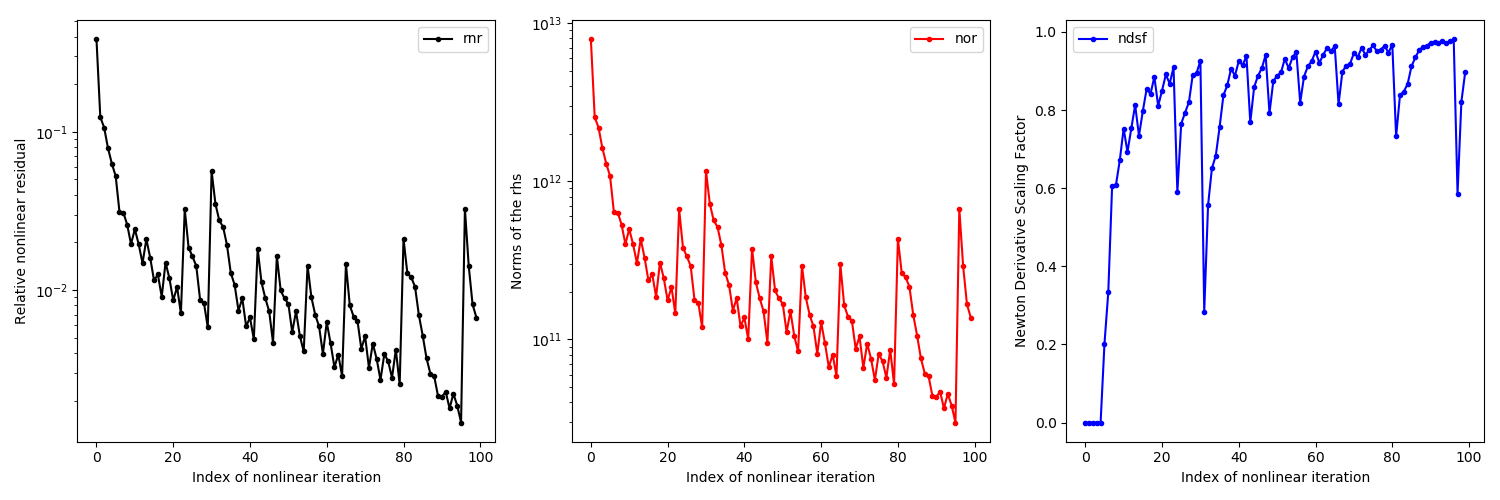 Relative nonlinear residual
10⁻¹
10⁻²
rnr
0 20 40 60 80 100
Index of nonlinear iteration
Norms of the rhs
10¹³
10¹²
10¹¹
nor
0 20 40 60 80 100
Index of nonlinear iteration
Newton Derivative Scaling Factor
1.0
0.8
0.6
0.4
0.2
0.0
ndsf
0 20 40 60 80 100
Index of nonlinear iteration